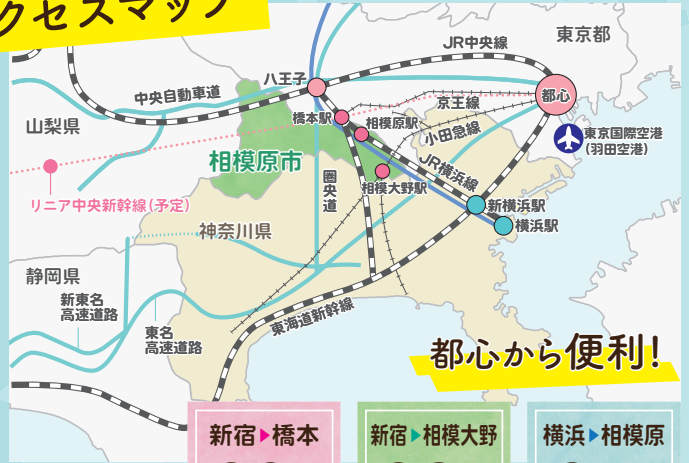 クセスマップ
東京都
JR中央線
八王子
中央自動車道
都心
京王線
橋本駅
相模原駅
山梨県
小田急線
東京国際空港
(羽田空港)
相模原市
JR横浜線
圏央道
相模大野駅
リニア中央新幹線(予定)
新横浜駅
横浜駅
神奈川県
静岡県
新東名
高速道路
東名
高速道路
東海道新幹線
都心から便利!
新宿▶橋本
新宿▶相模大野
横浜▶相模原